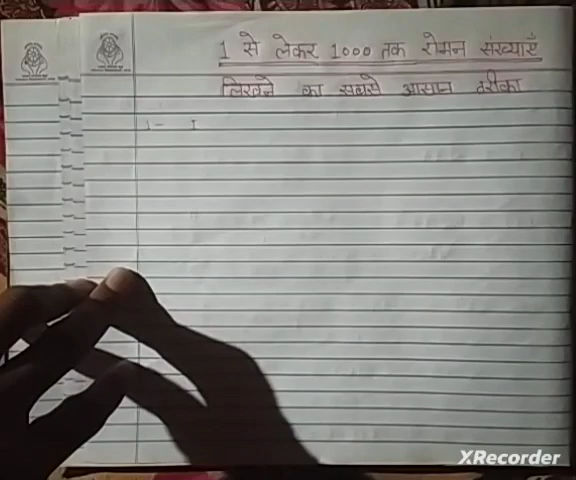 1 से लेकर 1000 तक रोमन संख्याएँ
लिखने का सबसे आसान तरीका
1 - I
XRecorder